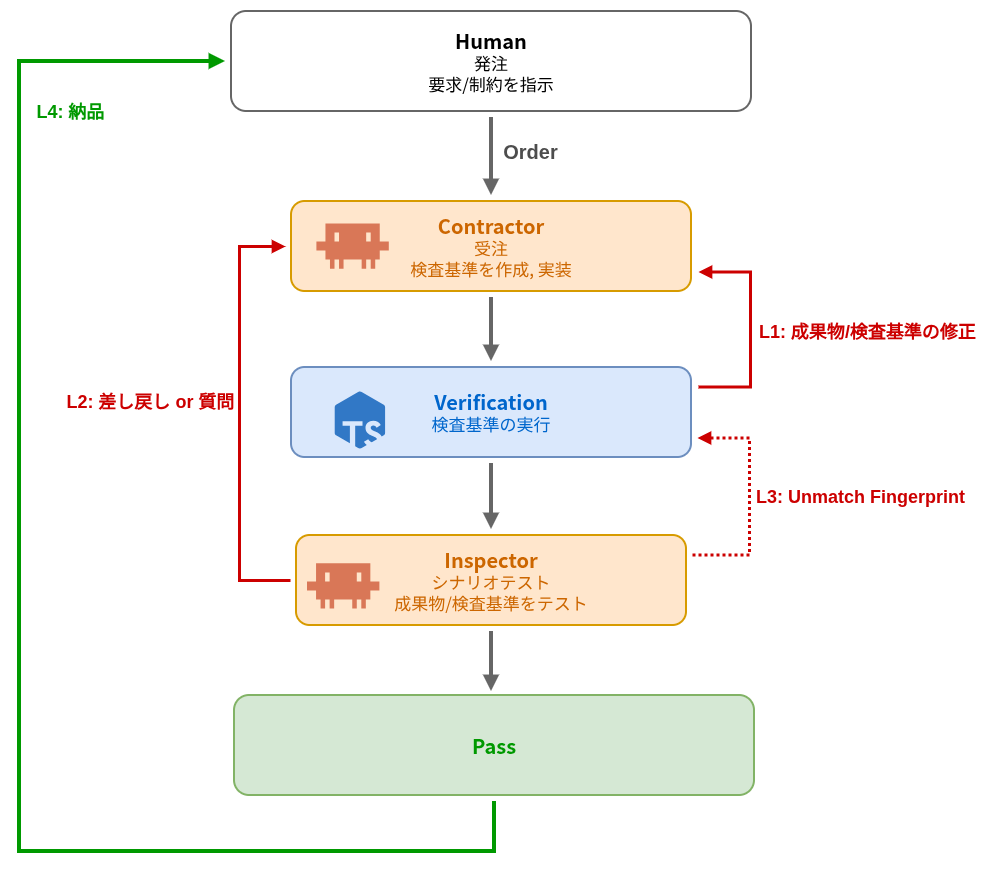 Human
発注
要求/制約を指示
L4: 納品
Order
Contractor
受注
検査基準を作成, 実装
L1: 成果物/検査基準の修正
L2: 差し戻し or 質問
TS
Verification
検査基準の実行
L3: Unmatch Fingerprint
Inspector
シナリオテスト
成果物/検査基準をテスト
Pass